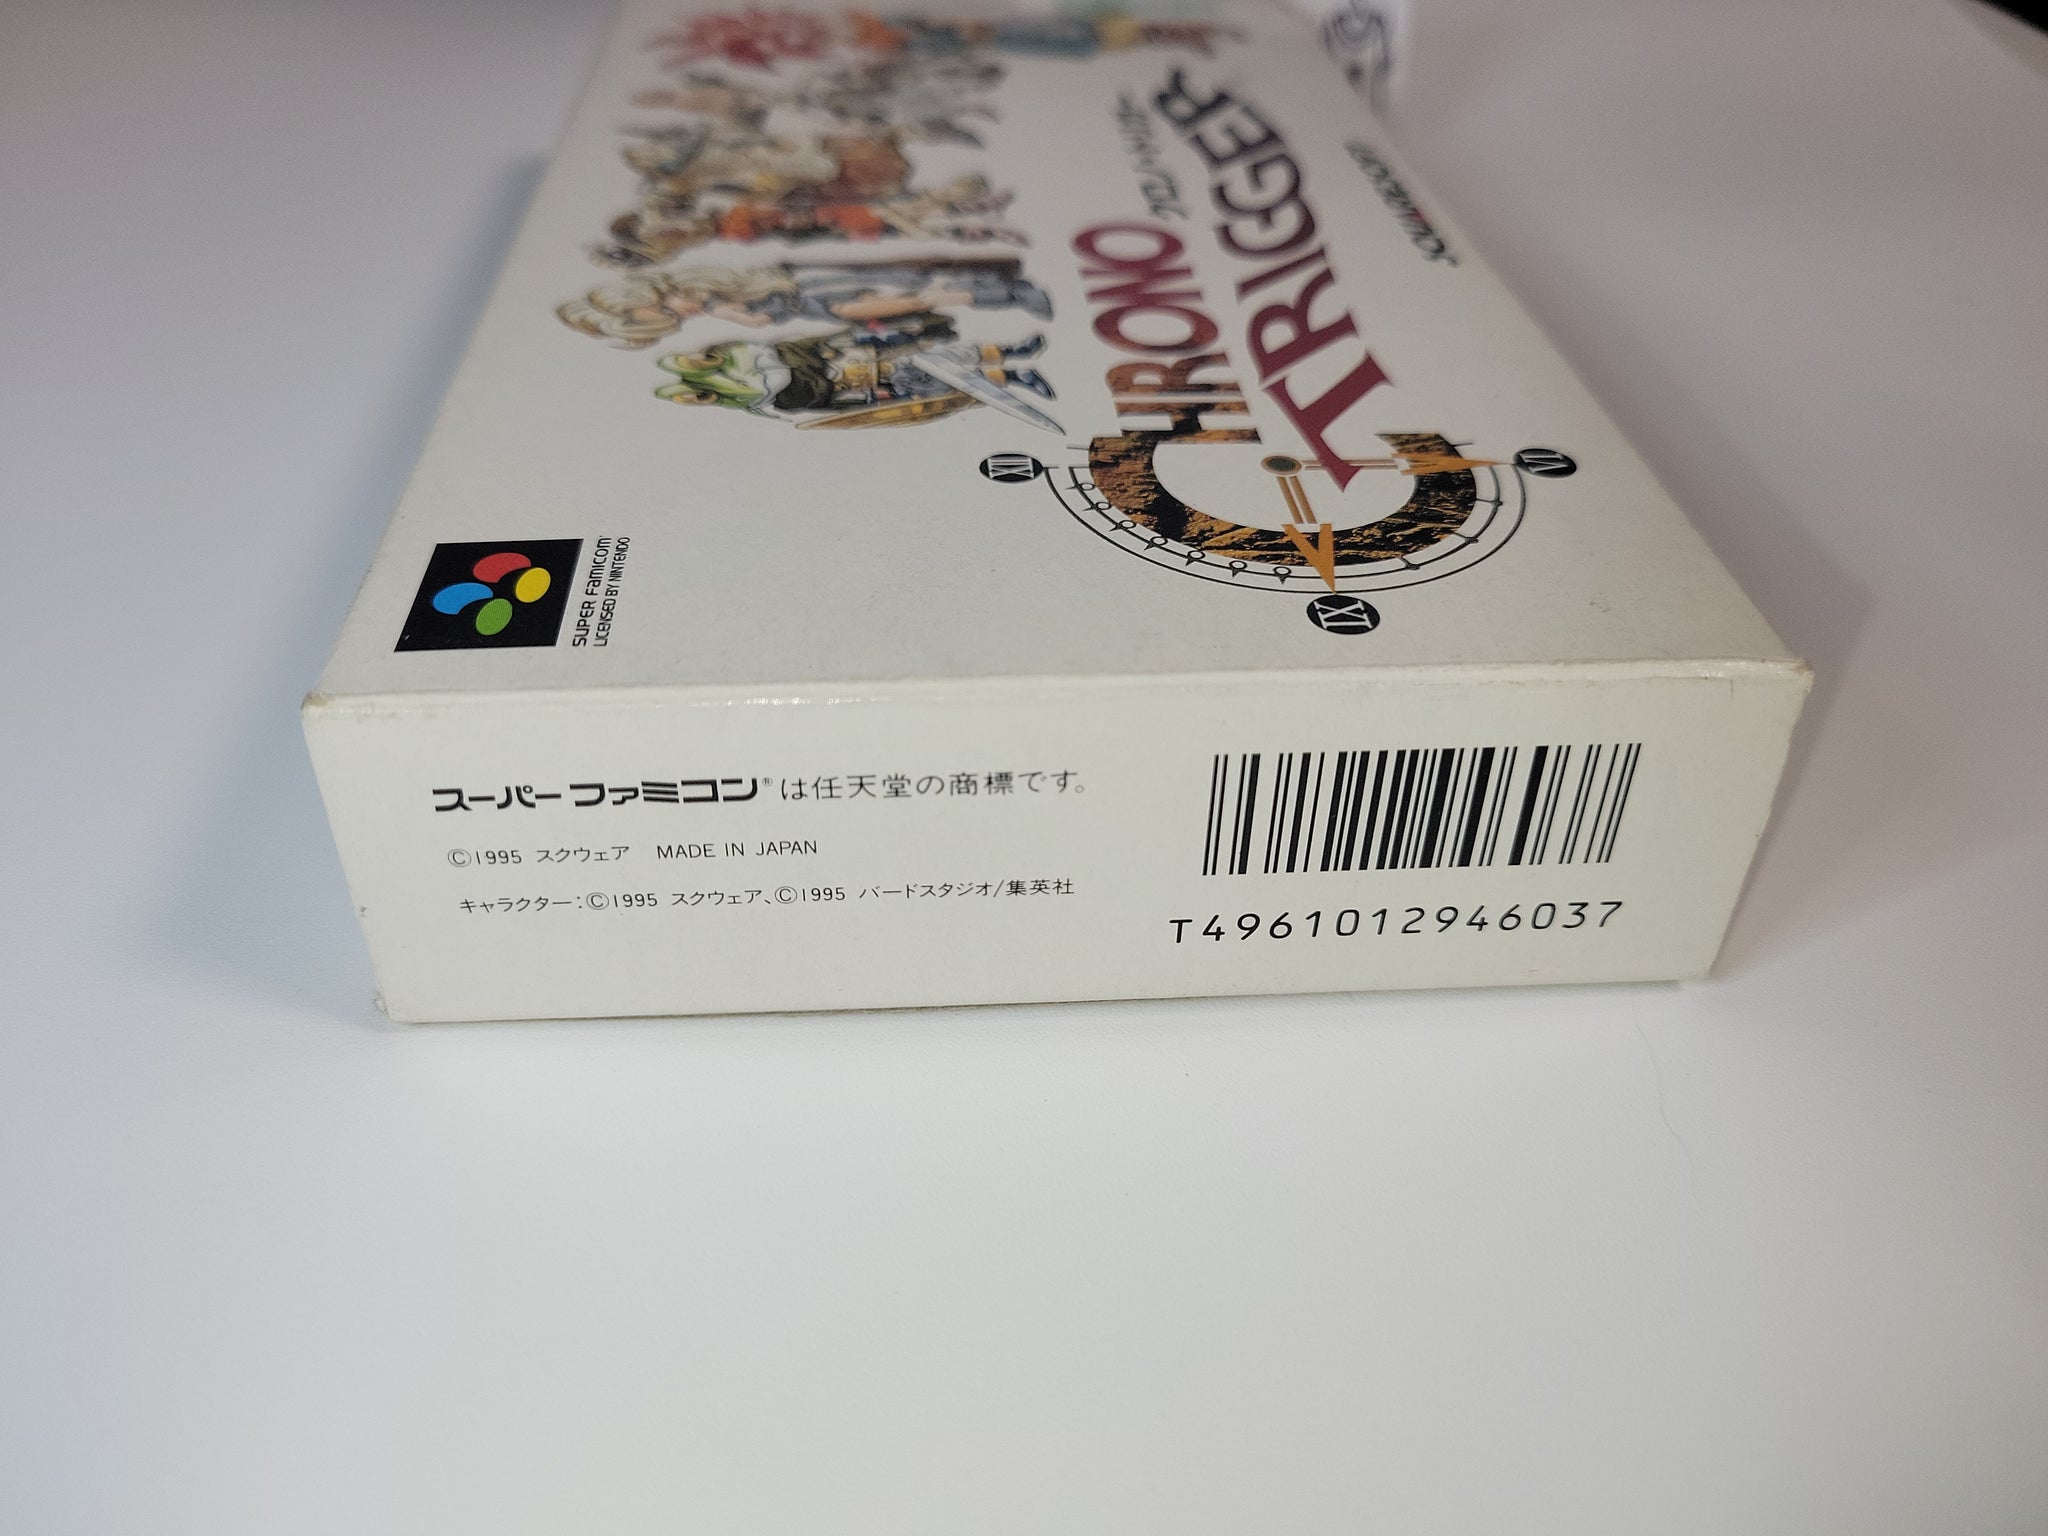 SQUARESOFT
CHRONO
TRIGGER
クロノ・トリガー
XII
VI
IX
SUPER FAMICOM
LICENSED BY NINTENDO
スーパーファミコン®は任天堂の商標です。
©1995 スクウェア MADE IN JAPAN
キャラクター:©1995 スクウェア、©1995 バードスタジオ/集英社
T4961012946037